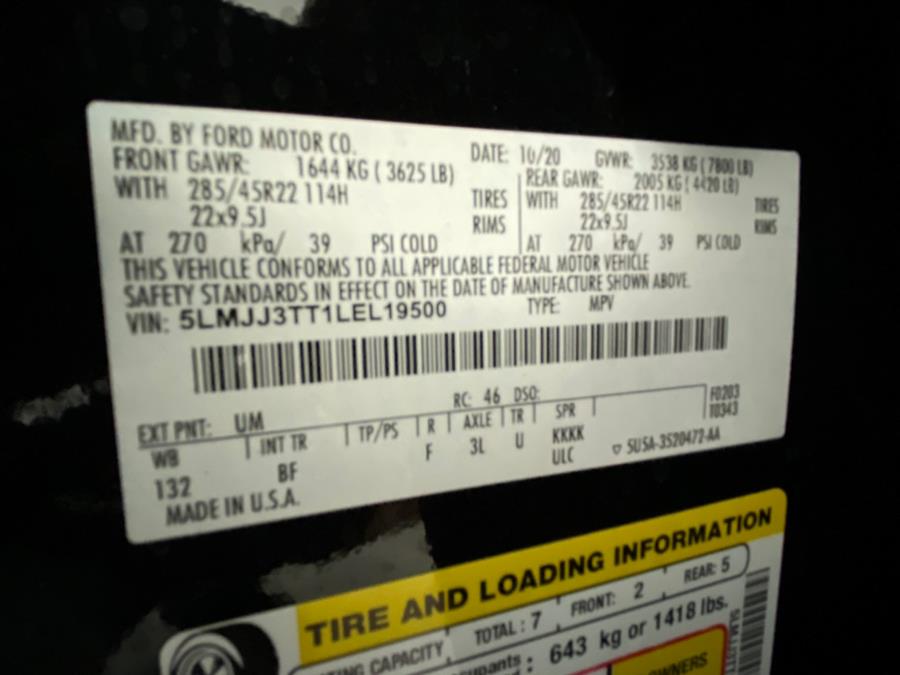 MFD. BY FORD MOTOR CO. DATE: 10/20 GVWR: 3538 KG ( 7800 LB)
FRONT GAWR: 1644 KG ( 3625 LB) REAR GAWR: 2005 KG ( 4420 LB)
WITH 285/45R22 114H TIRES WITH 285/45R22 114H TIRES
22x9.5J RIMS 22x9.5J RIMS
AT 270 kPa/ 39 PSI COLD AT 270 kPa/ 39 PSI COLD
THIS VEHICLE CONFORMS TO ALL APPLICABLE FEDERAL MOTOR VEHICLE
SAFETY STANDARDS IN EFFECT ON THE DATE OF MANUFACTURE SHOWN ABOVE.
VIN: 5LMJJ3TT1LEL19500 TYPE: MPV
EXT PNT: UM RC: 46 DSO: F0203
T0343
WB INT TR TP/PS R AXLE TR SPR
132 BF F 3L U KKKK
ULC 5U5A-3520472-AA
MADE IN U.S.A.
TIRE AND LOADING INFORMATION
CAPACITY TOTAL : 7 FRONT: 2 REAR: 5
: 643 kg or 1418 lbs.